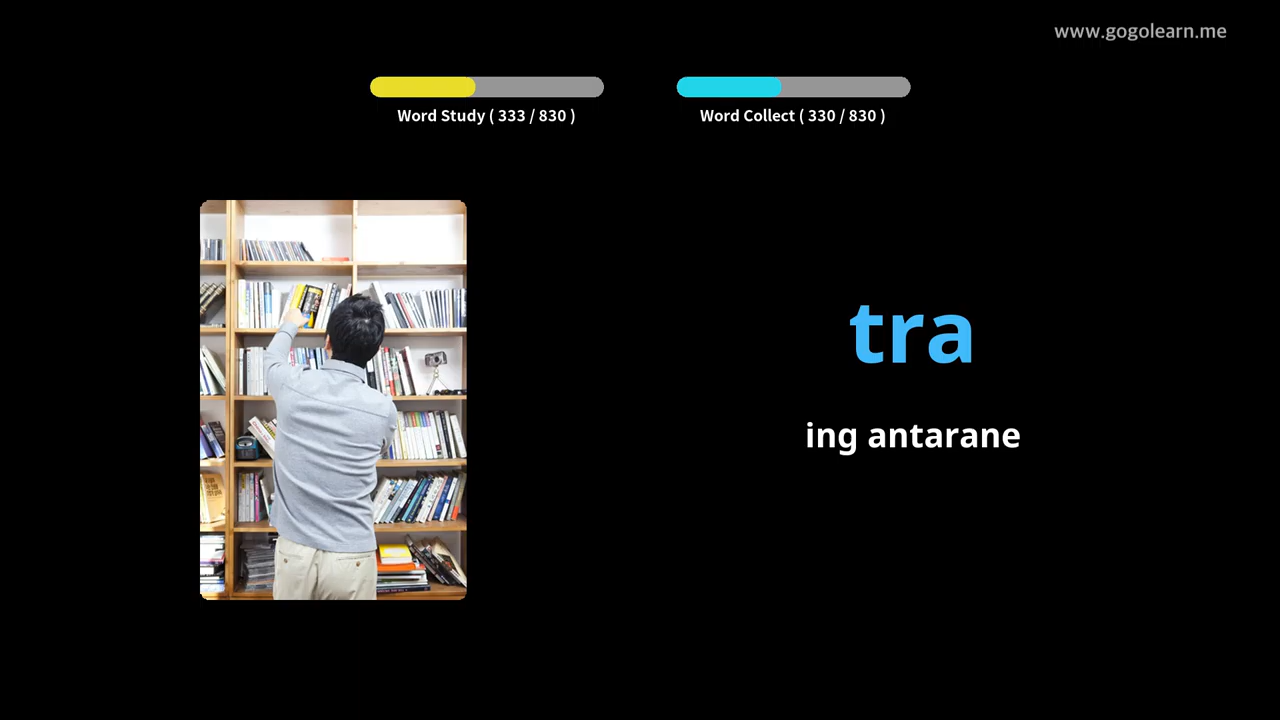 www.gogolearn.me
Word Study ( 333 / 830 )
Word Collect ( 330 / 830 )
tra
ing antarane